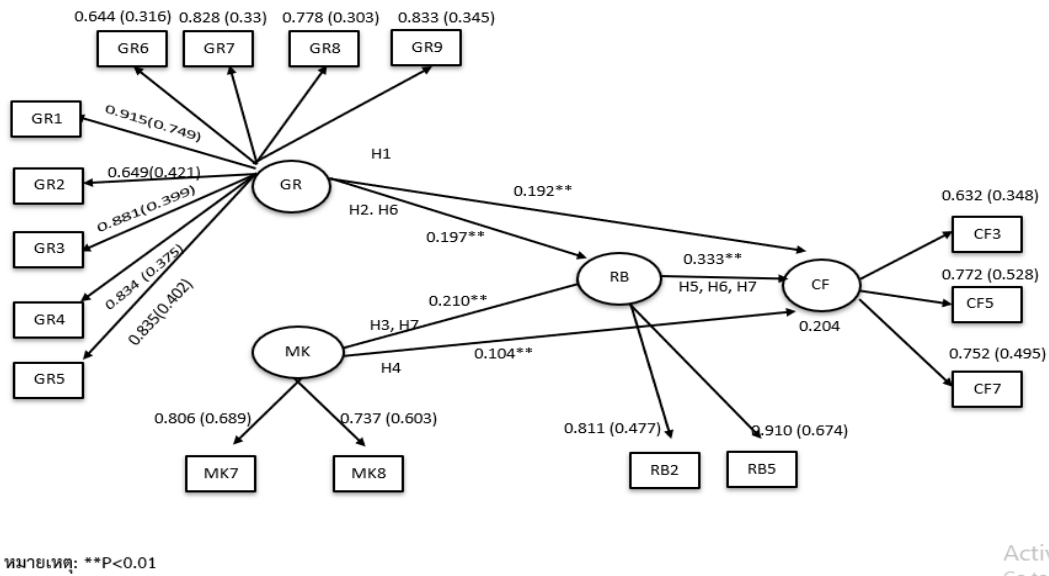 0.644 (0.316) 0.828 (0.33) 0.778 (0.303) 0.833 (0.345)
GR6 GR7 GR8 GR9
GR1
0.915(0.749)
H1
GR2
0.649(0.421)
GR
0.192**
0.632 (0.348)
H2. H6
0.881(0.399)
GR3
0.197**
CF3
0.333**
0.834 (0.375)
RB
CF
0.772 (0.528)
H5, H6, H7
CF5
GR4
0.835(0.402)
0.210**
H3, H7
0.204
MK
0.104**
0.752 (0.495)
H4
GR5
CF7
0.806 (0.689)
0.737 (0.603)
0.811 (0.477)
0.910 (0.674)
MK7
MK8
RB2
RB5
หมายเหตุ: **P<0.01
Activ